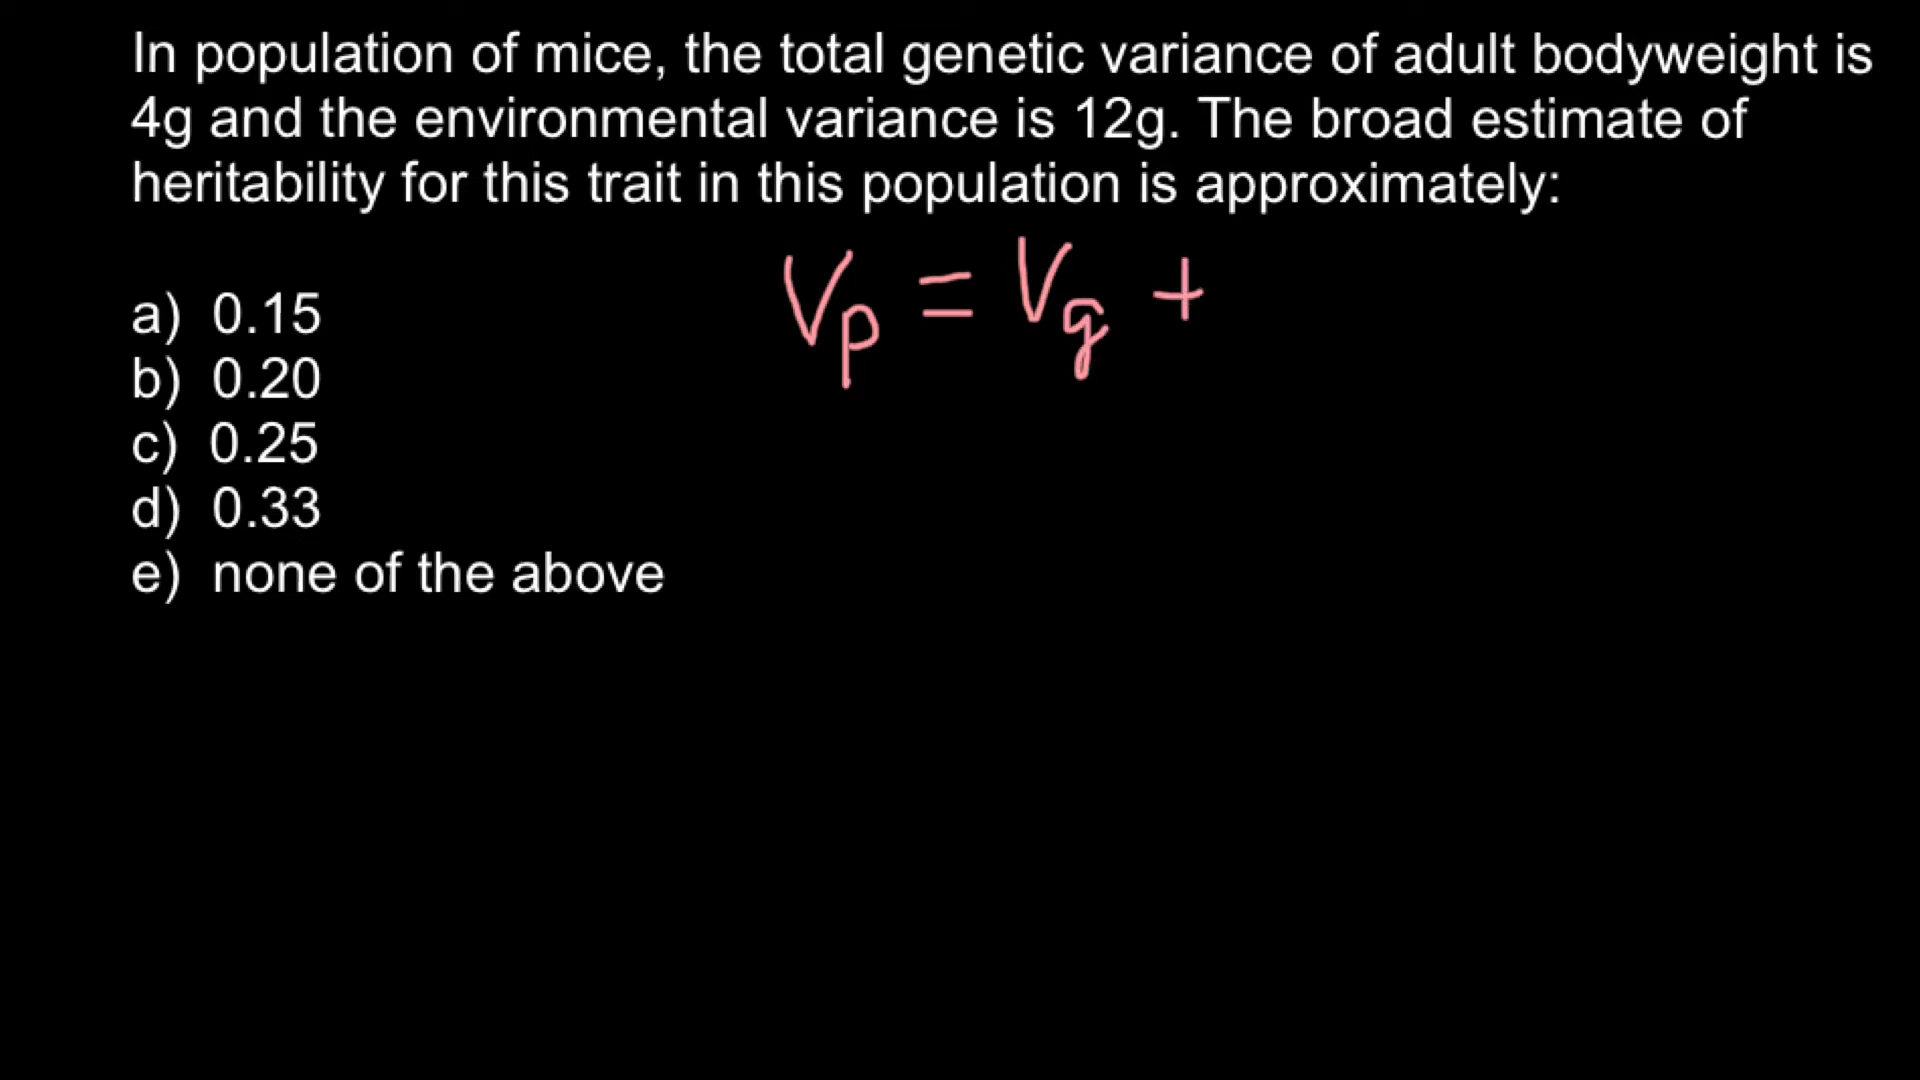 In population of mice, the total genetic variance of adult bodyweight is
4g and the environmental variance is 12g. The broad estimate of
heritability for this trait in this population is approximately:
Vp = Vg +
a) 0.15
b) 0.20
c) 0.25
d) 0.33
e) none of the above